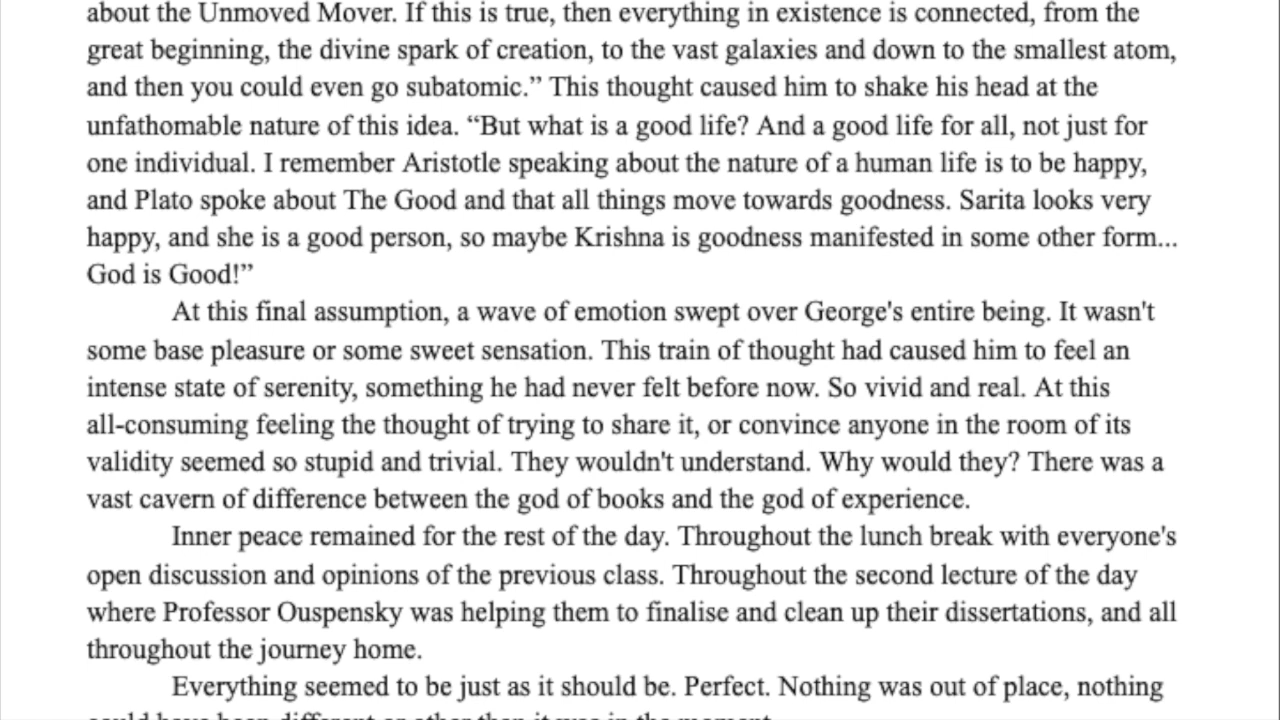 about the Unmoved Mover. If this is true, then everything in existence is connected, from the
great beginning, the divine spark of creation, to the vast galaxies and down to the smallest atom,
and then you could even go subatomic.” This thought caused him to shake his head at the
unfathomable nature of this idea. “But what is a good life? And a good life for all, not just for
one individual. I remember Aristotle speaking about the nature of a human life is to be happy,
and Plato spoke about The Good and that all things move towards goodness. Sarita looks very
happy, and she is a good person, so maybe Krishna is goodness manifested in some other form...
God is Good!”
At this final assumption, a wave of emotion swept over George's entire being. It wasn't
some base pleasure or some sweet sensation. This train of thought had caused him to feel an
intense state of serenity, something he had never felt before now. So vivid and real. At this
all-consuming feeling the thought of trying to share it, or convince anyone in the room of its
validity seemed so stupid and trivial. They wouldn't understand. Why would they? There was a
vast cavern of difference between the god of books and the god of experience.
Inner peace remained for the rest of the day. Throughout the lunch break with everyone's
open discussion and opinions of the previous class. Throughout the second lecture of the day
where Professor Ouspensky was helping them to finalise and clean up their dissertations, and all
throughout the journey home.
Everything seemed to be just as it should be. Perfect. Nothing was out of place, nothing
could have been different or other than it was in the moment.